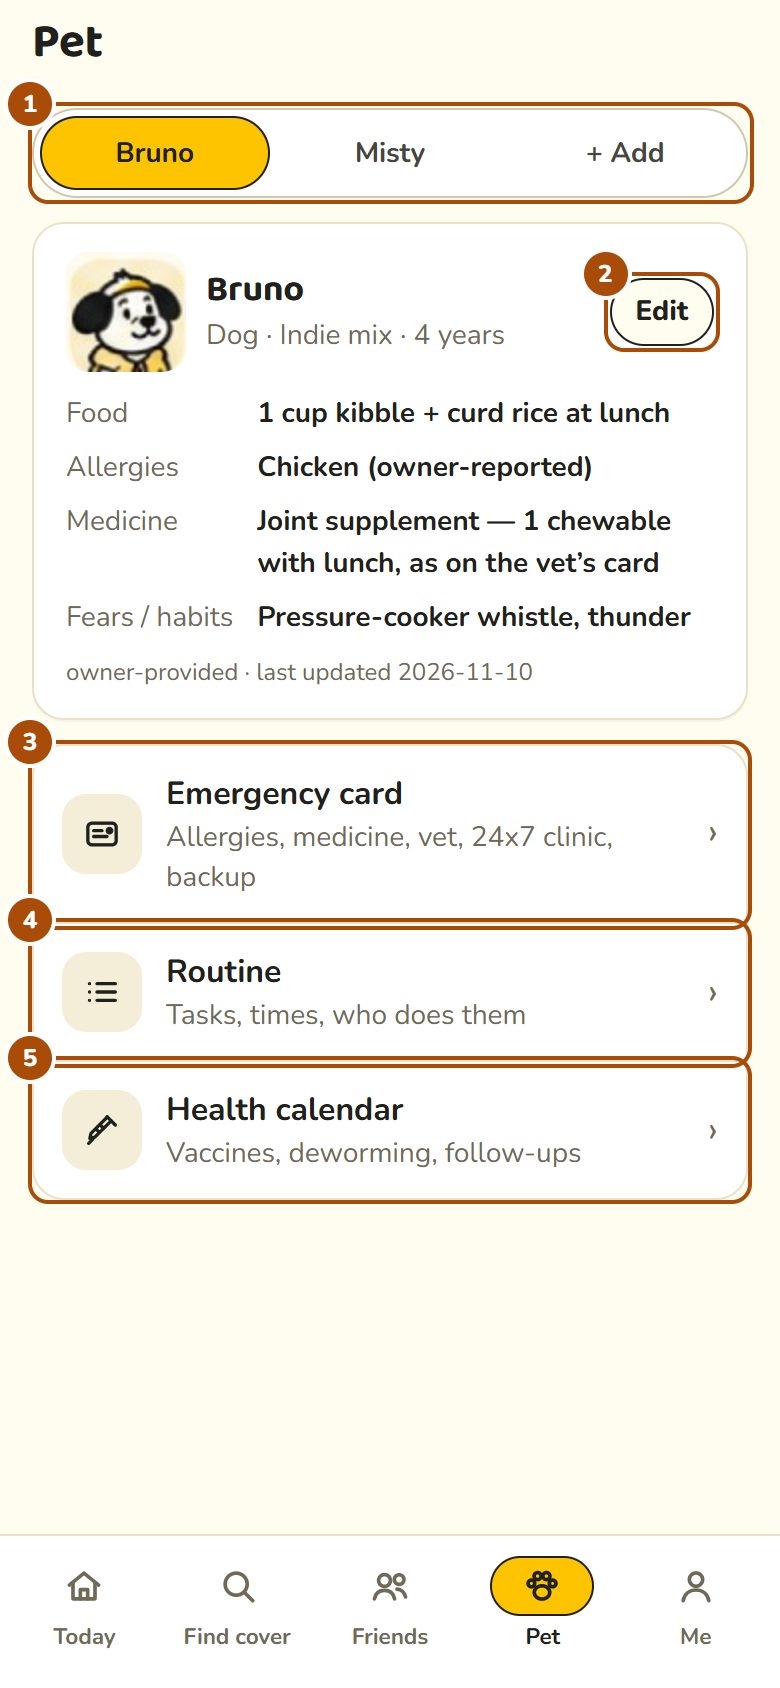 Pet
1
Bruno
Misty
+ Add
Bruno
Dog · Indie mix · 4 years
2
Edit
Food
1 cup kibble + curd rice at lunch
Allergies
Chicken (owner-reported)
Medicine
Joint supplement — 1 chewable
with lunch, as on the vet’s card
Fears / habits
Pressure-cooker whistle, thunder
owner-provided · last updated 2026-11-10
3
Emergency card
Allergies, medicine, vet, 24x7 clinic,
backup
›
4
Routine
Tasks, times, who does them
›
5
Health calendar
Vaccines, deworming, follow-ups
›
Today
Find cover
Friends
Pet
Me